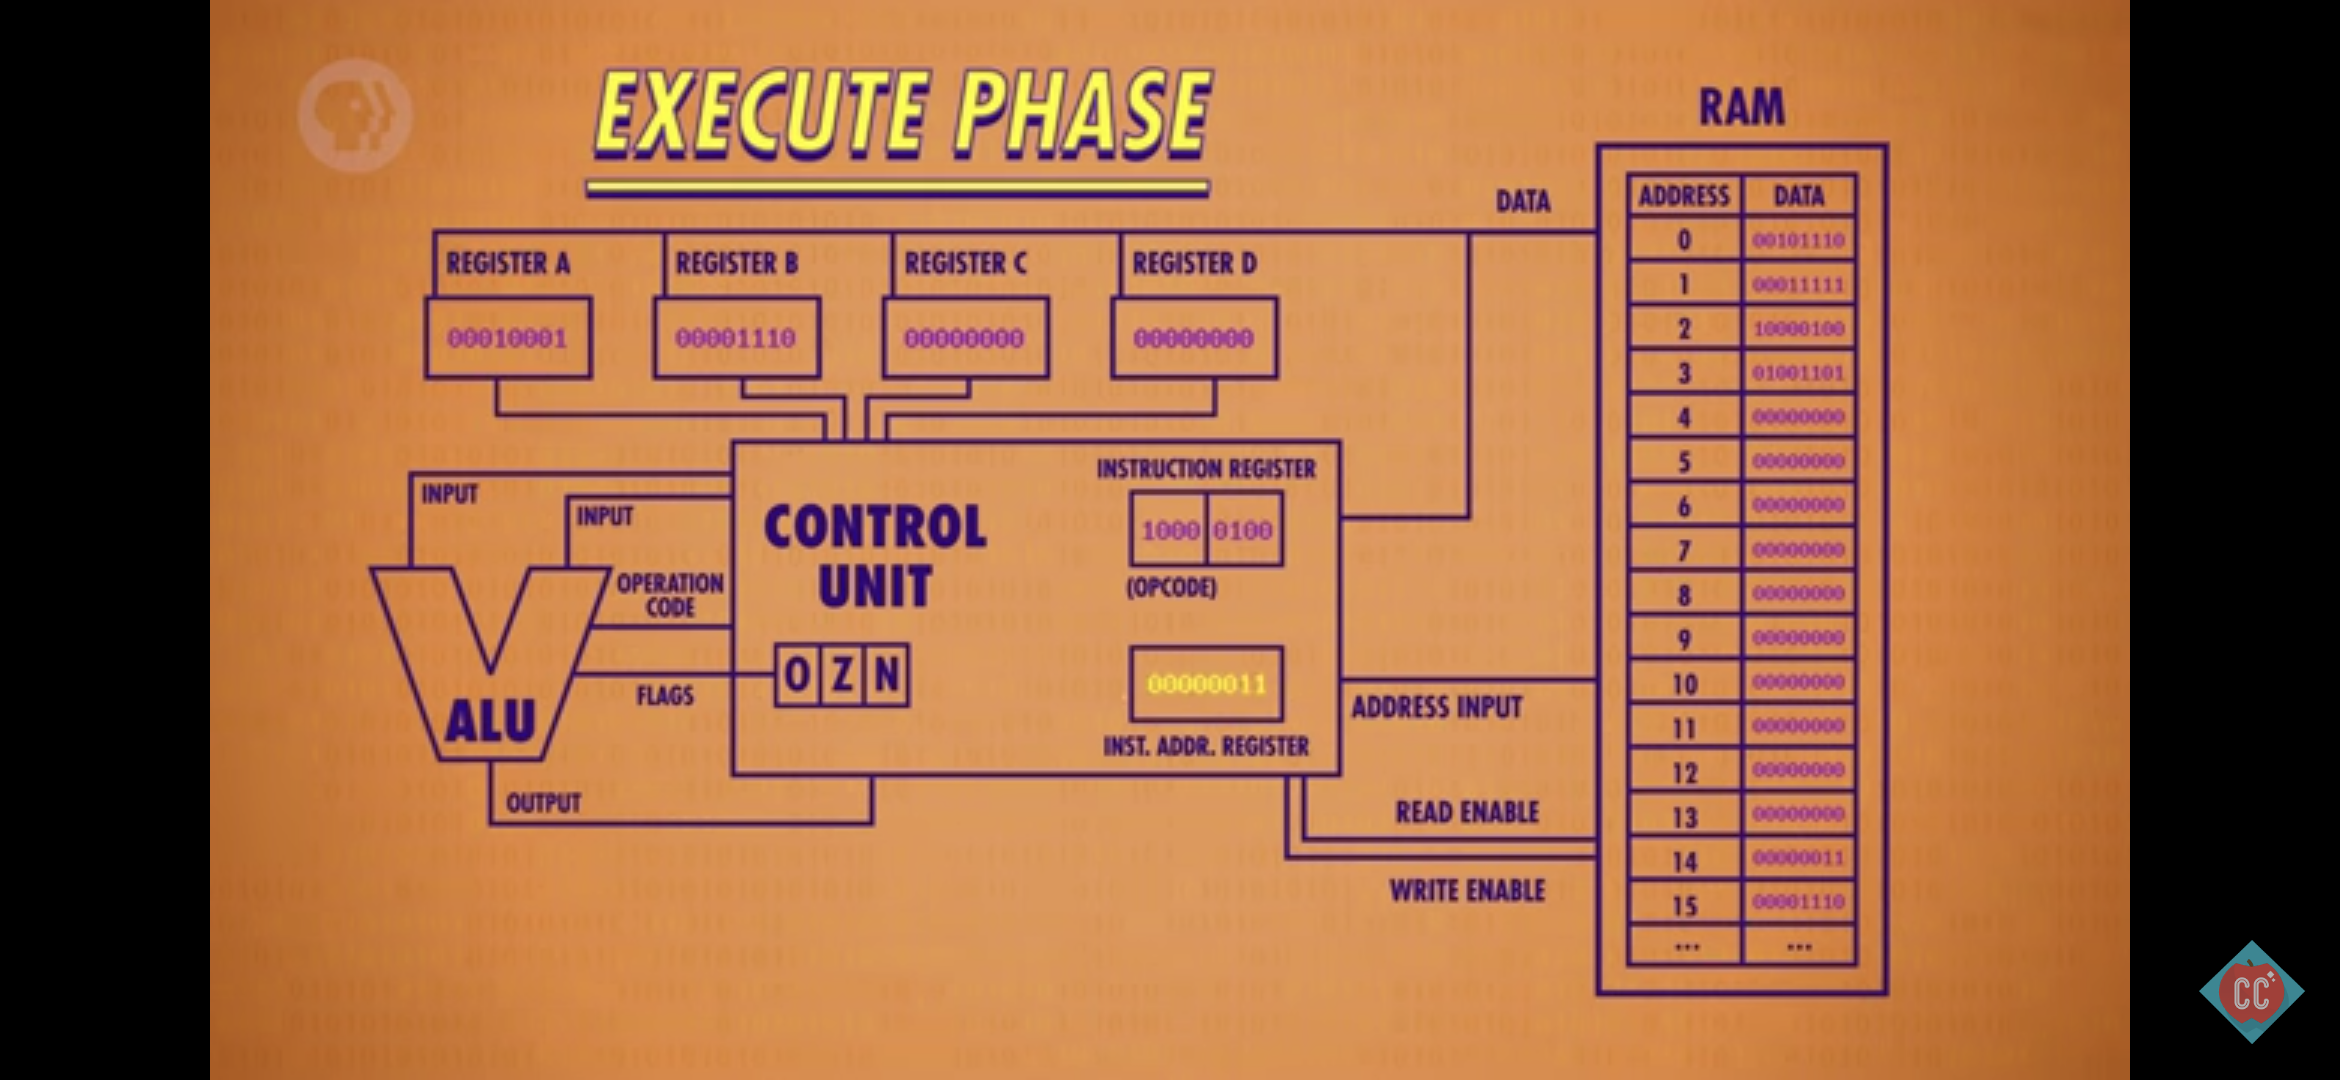 EXECUTE PHASE
RAM
DATA
ADDRESS DATA
REGISTER A REGISTER B REGISTER C REGISTER D
00010001 00001110 00000000 00000000
0 00101110
1 00011111
2 10000100
3 01001101
4 00000000
5 00000000
6 00000000
7 00000000
8 00000000
9 00000000
10 00000000
11 00000000
12 00000000
13 00000000
14 00000011
15 00001110
... ...
INPUT
INPUT
OPERATION
CODE
FLAGS
ALU
OUTPUT
CONTROL
UNIT
O Z N
INSTRUCTION REGISTER
1000 0100
(OPCODE)
00000011
INST. ADDR. REGISTER
ADDRESS INPUT
READ ENABLE
WRITE ENABLE
CC